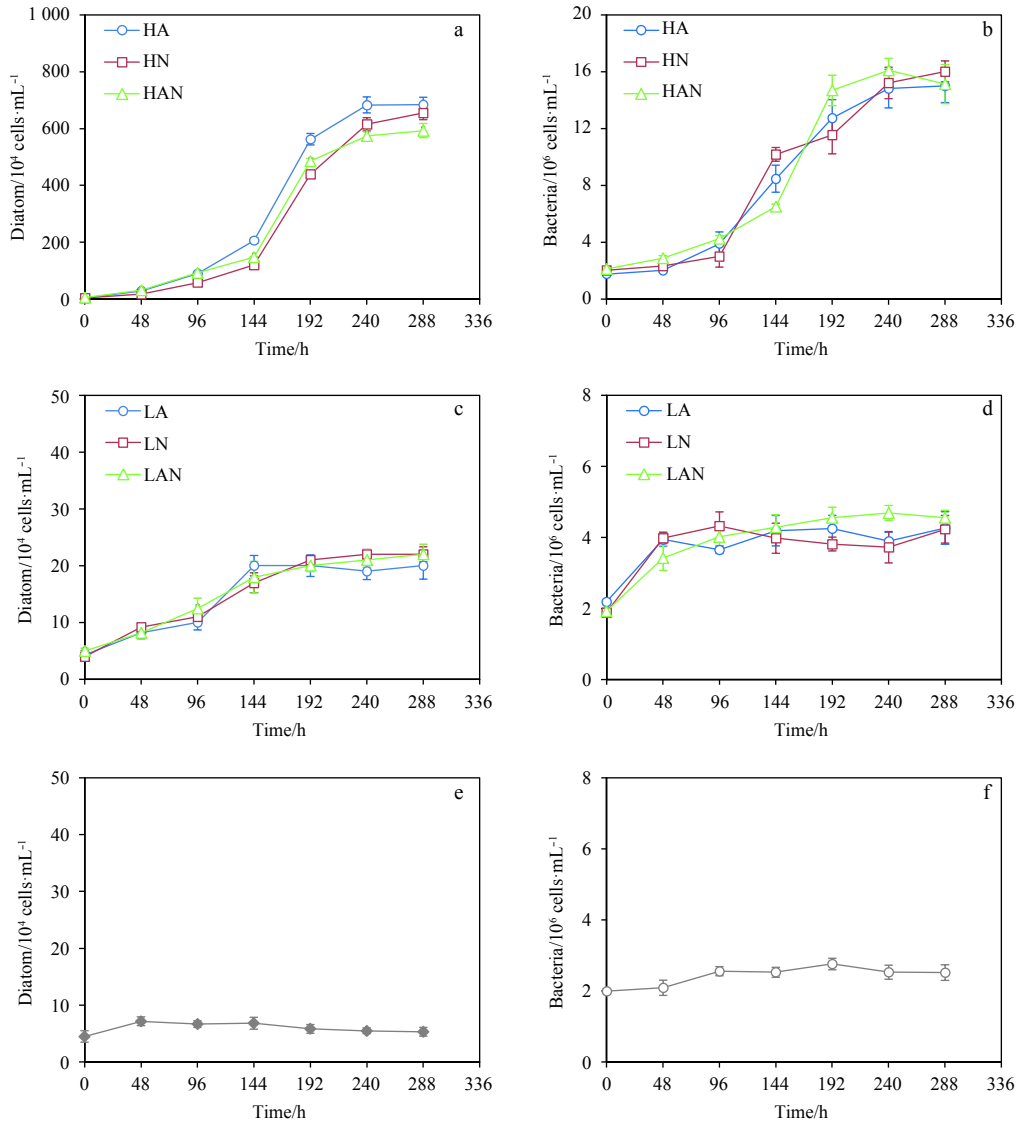 1 000
800
600
400
200
0
Diatom/10⁴ cells·mL⁻¹
HA
HN
HAN
a
0 48 96 144 192 240 288 336
Time/h
20
16
12
8
4
0
Bacteria/10⁶ cells·mL⁻¹
HA
HN
HAN
b
0 48 96 144 192 240 288 336
Time/h
50
40
30
20
10
0
Diatom/10⁴ cells·mL⁻¹
LA
LN
LAN
c
0 48 96 144 192 240 288 336
Time/h
8
6
4
2
0
Bacteria/10⁶ cells·mL⁻¹
LA
LN
LAN
d
0 48 96 144 192 240 288 336
Time/h
50
40
30
20
10
0
Diatom/10⁴ cells·mL⁻¹
e
0 48 96 144 192 240 288 336
Time/h
8
6
4
2
0
Bacteria/10⁶ cells·mL⁻¹
f
0 48 96 144 192 240 288 336
Time/h